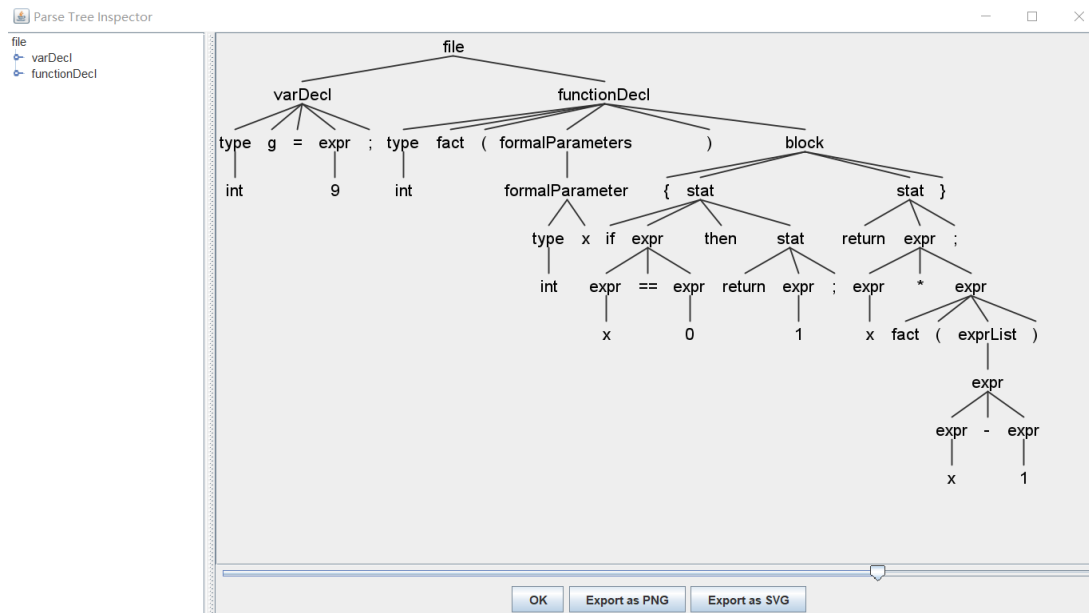 Parse Tree Inspector
file
varDecl
functionDecl
file
varDecl functionDecl
type g = expr ; type fact ( formalParameters ) block
int 9 int formalParameter { stat stat }
type x if expr then stat return expr ;
int expr == expr return expr ; expr * expr
x 0 1 x fact ( exprList )
expr
expr - expr
x 1
OK Export as PNG Export as SVG